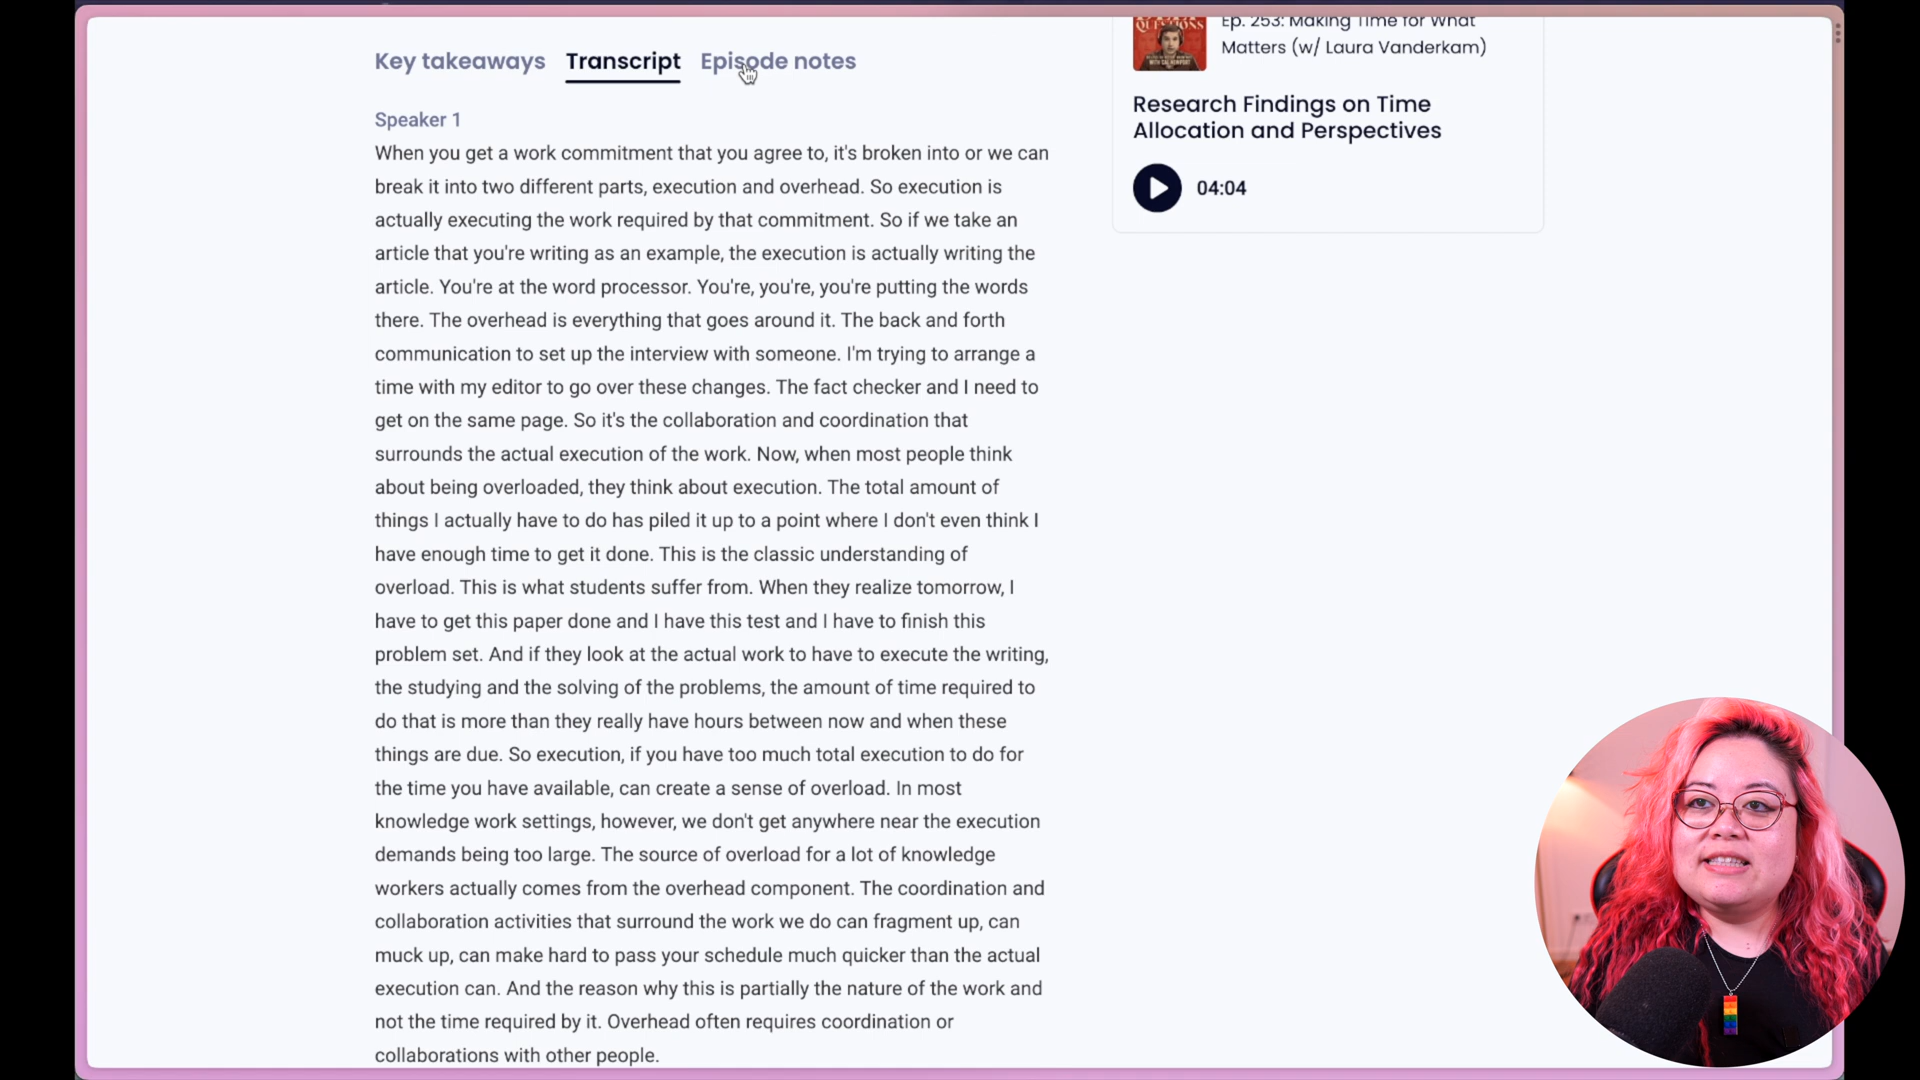 Key takeaways Transcript Episode notes
Speaker 1
When you get a work commitment that you agree to, it's broken into or we can
break it into two different parts, execution and overhead. So execution is
actually executing the work required by that commitment. So if we take an
article that you're writing as an example, the execution is actually writing the
article. You're at the word processor. You're, you're, you're putting the words
there. The overhead is everything that goes around it. The back and forth
communication to set up the interview with someone. I'm trying to arrange a
time with my editor to go over these changes. The fact checker and I need to
get on the same page. So it's the collaboration and coordination that
surrounds the actual execution of the work. Now, when most people think
about being overloaded, they think about execution. The total amount of
things I actually have to do has piled it up to a point where I don't even think I
have enough time to get it done. This is the classic understanding of
overload. This is what students suffer from. When they realize tomorrow, I
have to get this paper done and I have this test and I have to finish this
problem set. And if they look at the actual work to have to execute the writing,
the studying and the solving of the problems, the amount of time required to
do that is more than they really have hours between now and when these
things are due. So execution, if you have too much total execution to do for
the time you have available, can create a sense of overload. In most
knowledge work settings, however, we don't get anywhere near the execution
demands being too large. The source of overload for a lot of knowledge
workers actually comes from the overhead component. The coordination and
collaboration activities that surround the work we do can fragment up, can
muck up, can make hard to pass your schedule much quicker than the actual
execution can. And the reason why this is partially the nature of the work and
not the time required by it. Overhead often requires coordination or
collaborations with other people.
Ep. 253: Making Time for What
Matters (w/ Laura Vanderkam)
Research Findings on Time
Allocation and Perspectives
04:04